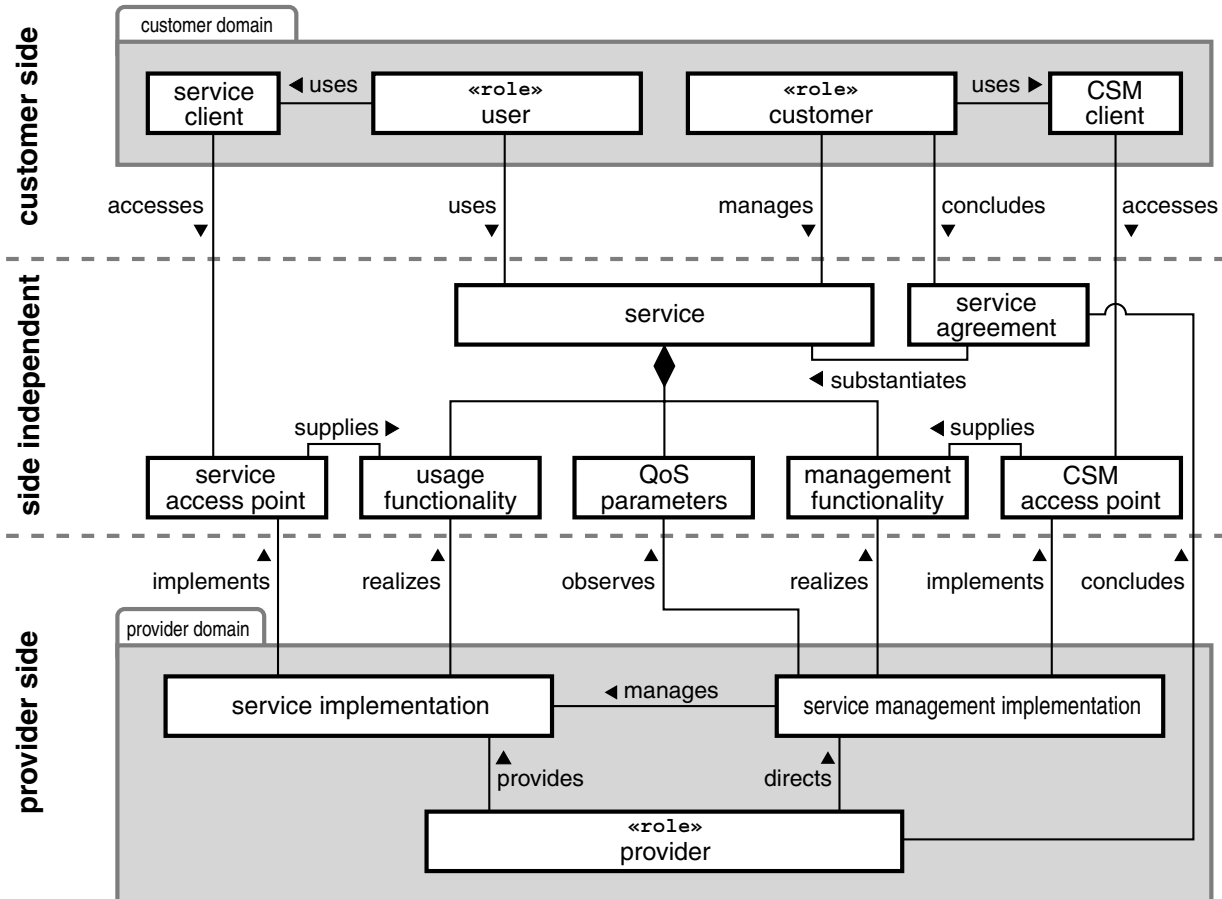 customer side
customer domain
service
client
◄ uses
«role»
user
«role»
customer
uses ►
CSM
client
accesses
▼
uses
▼
manages
▼
concludes
▼
accesses
▼
side independent
service
service
agreement
◄ substantiates
supplies ►
◄ supplies
service
access point
usage
functionality
QoS
parameters
management
functionality
CSM
access point
▲
implements
▲
realizes
▲
observes
▲
realizes
▲
implements
▲
concludes
provider side
provider domain
service implementation
◄ manages
service management implementation
▲
provides
▲
directs
«role»
provider